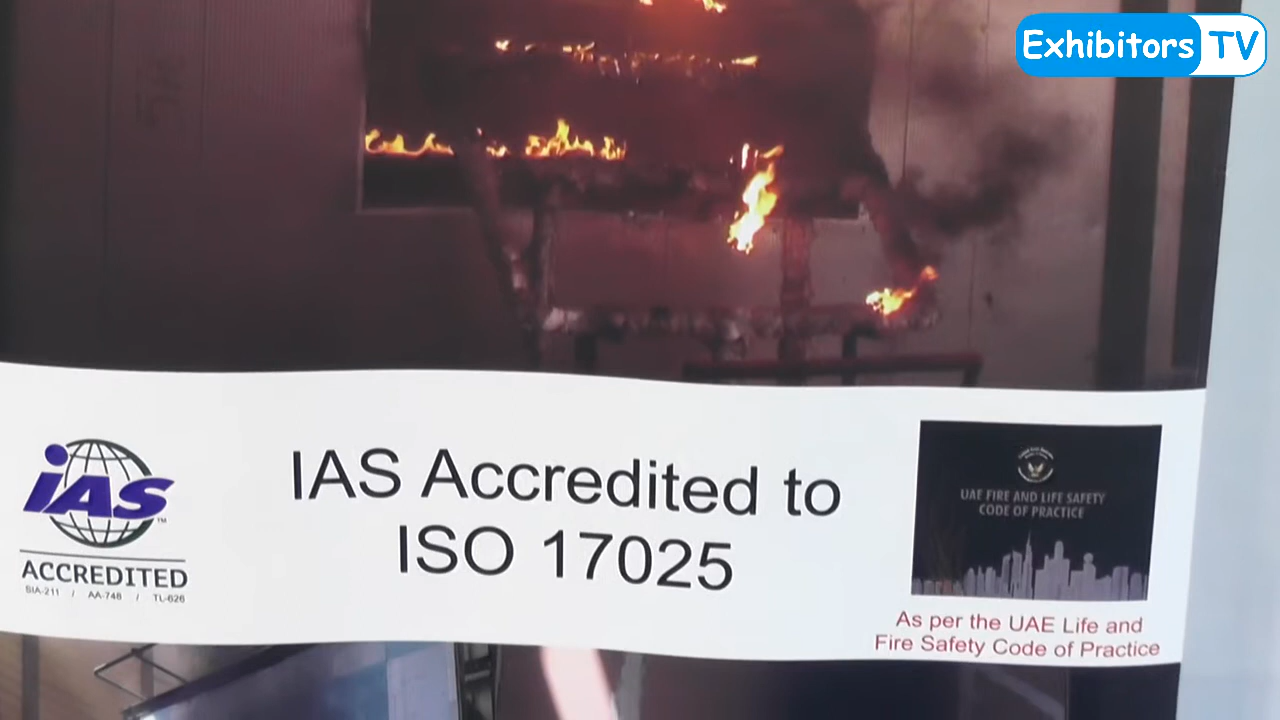 Exhibitors TV
IAS Accredited to
ISO 17025
iAS
TM
ACCREDITED
SIA-211 / AA-748 / TL-626
UAE FIRE AND LIFE SAFETY
CODE OF PRACTICE
As per the UAE Life and
Fire Safety Code of Practice